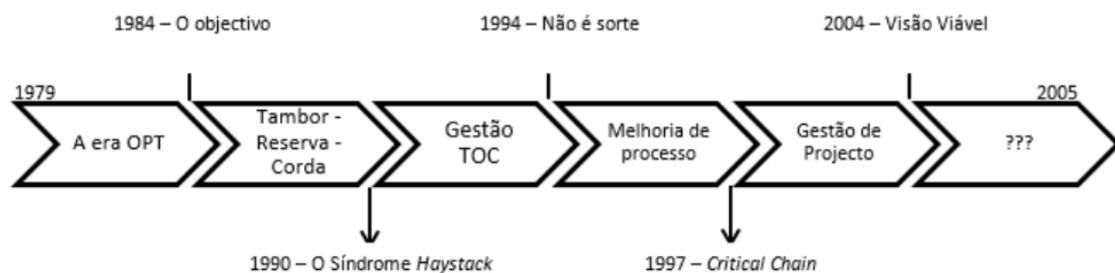 1984 – O objectivo
1994 – Não é sorte
2004 – Visão Viável
1979
2005
A era OPT
Tambor -
Reserva -
Corda
Gestão
TOC
Melhoria de
processo
Gestão de
Projecto
???
1990 – O Síndrome Haystack
1997 – Critical Chain